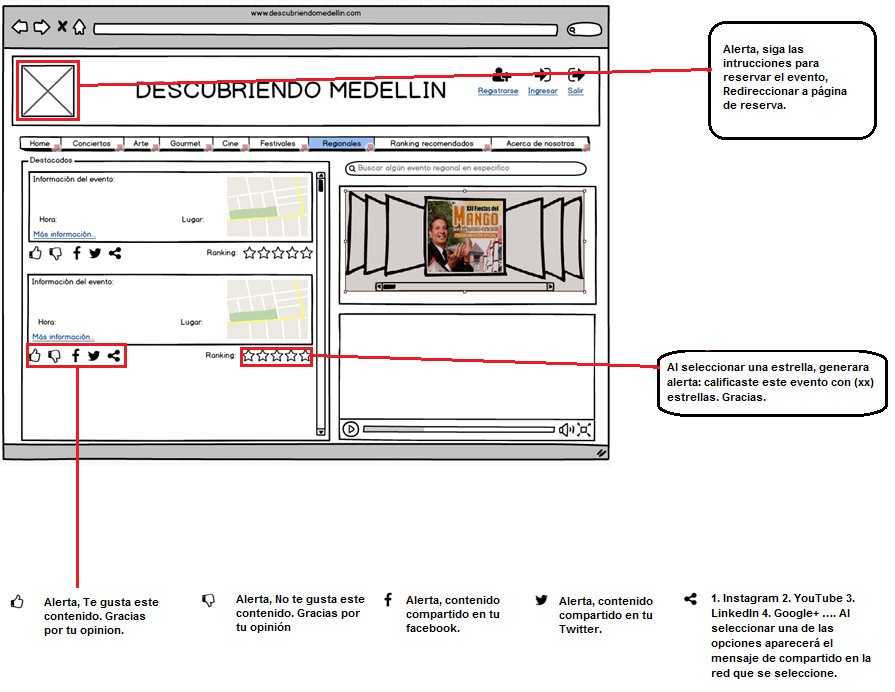 www.descubriendomedellin.com
DESCUBRIENDO MEDELLIN
Registrarse Ingresar Salir
Home Conciertos Arte Gourmet Cine Festivales Regionales Ranking recomendados Acerca de nosotros
Destacados
Información del evento:
Hora: Lugar:
Más información...
Ranking:
Información del evento:
Hora: Lugar:
Más información...
Ranking:
Buscar algún evento regional en especifico
XXI Fiestas del
MANGO
Alerta, siga las
intrucciones para
reservar el evento,
Redireccionar a página
de reserva.
Al seleccionar una estrella, generara
alerta: calificaste este evento con (xx)
estrellas. Gracias.
Alerta, Te gusta este
contenido. Gracias
por tu opinion.
Alerta, No te gusta este
contenido. Gracias por
tu opinión
Alerta, contenido
compartido en tu
facebook.
Alerta, contenido
compartido en tu
Twitter.
1. Instagram 2. YouTube 3.
LinkedIn 4. Google+ …. Al
seleccionar una de las
opciones aparecerá el
mensaje de compartido en la
red que se seleccione.